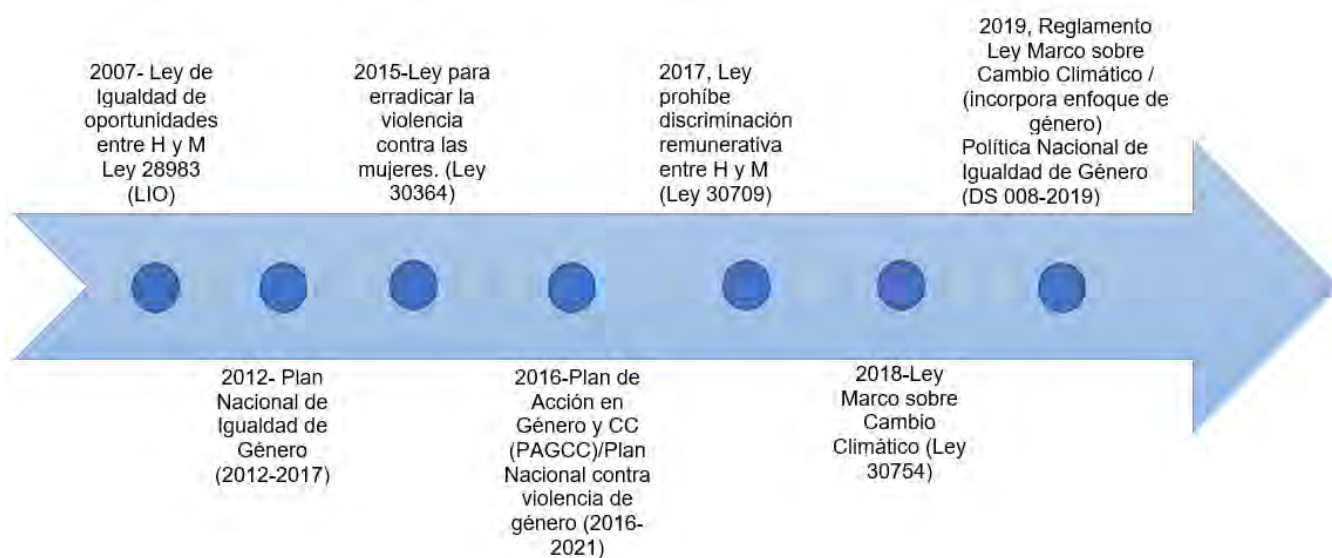 2007- Ley de
Igualdad de
oportunidades
entre H y M
Ley 28983
(LIO)
2012- Plan
Nacional de
Igualdad de
Género
(2012-2017)
2015-Ley para
erradicar la
violencia
contra las
mujeres. (Ley
30364)
2016-Plan de
Acción en
Género y CC
(PAGCC)/Plan
Nacional contra
violencia de
género (2016-
2021)
2017, Ley
prohíbe
discriminación
remunerativa
entre H y M
(Ley 30709)
2018-Ley
Marco sobre
Cambio
Climático (Ley
30754)
2019, Reglamento
Ley Marco sobre
Cambio Climático /
(incorpora enfoque de
género)
Política Nacional de
Igualdad de Género
(DS 008-2019)